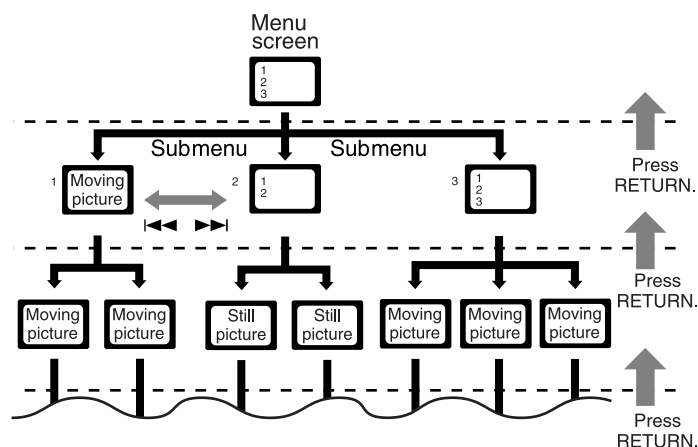 Menu
screen
1
2
3
Submenu
Submenu
Press
RETURN.
1
Moving
picture
2
1
2
3
1
2
3
Press
RETURN.
Moving
picture
Moving
picture
Still
picture
Still
picture
Moving
picture
Moving
picture
Moving
picture
Press
RETURN.